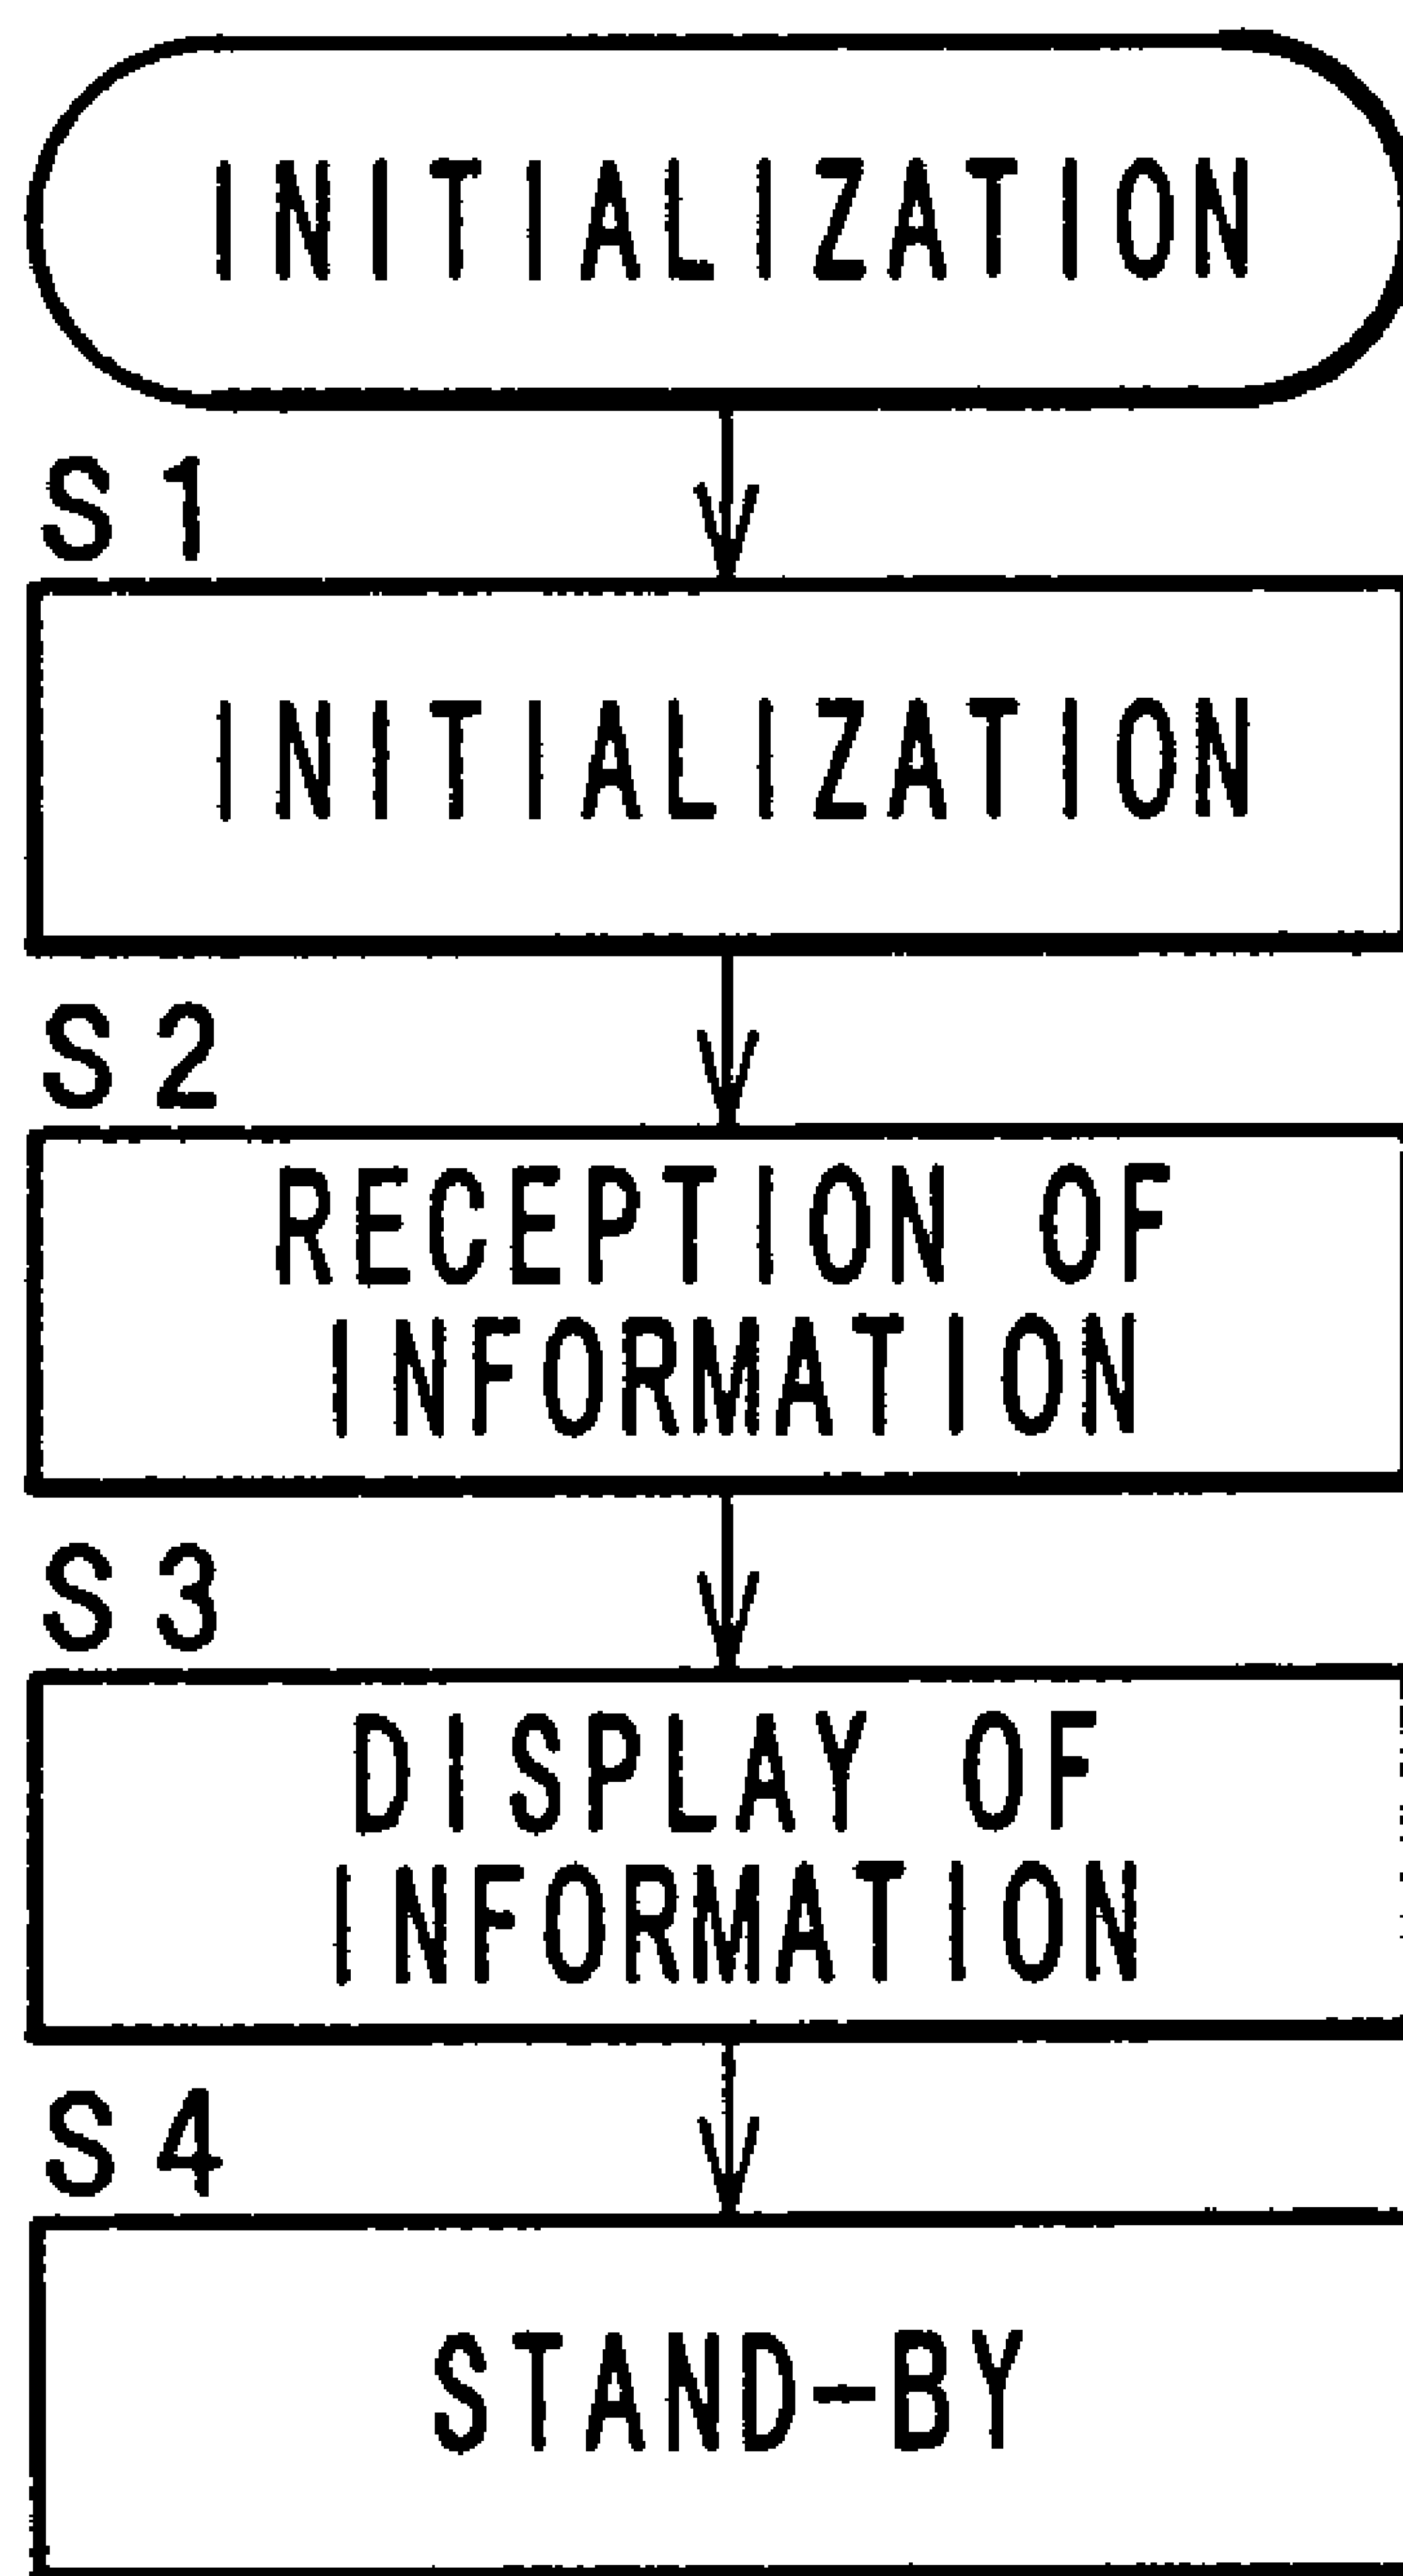 INITIALIZATION
S1
INITIALIZATION
S2
RECEPTION OF
INFORMATION
S3
DISPLAY OF
INFORMATION
S4
STAND-BY